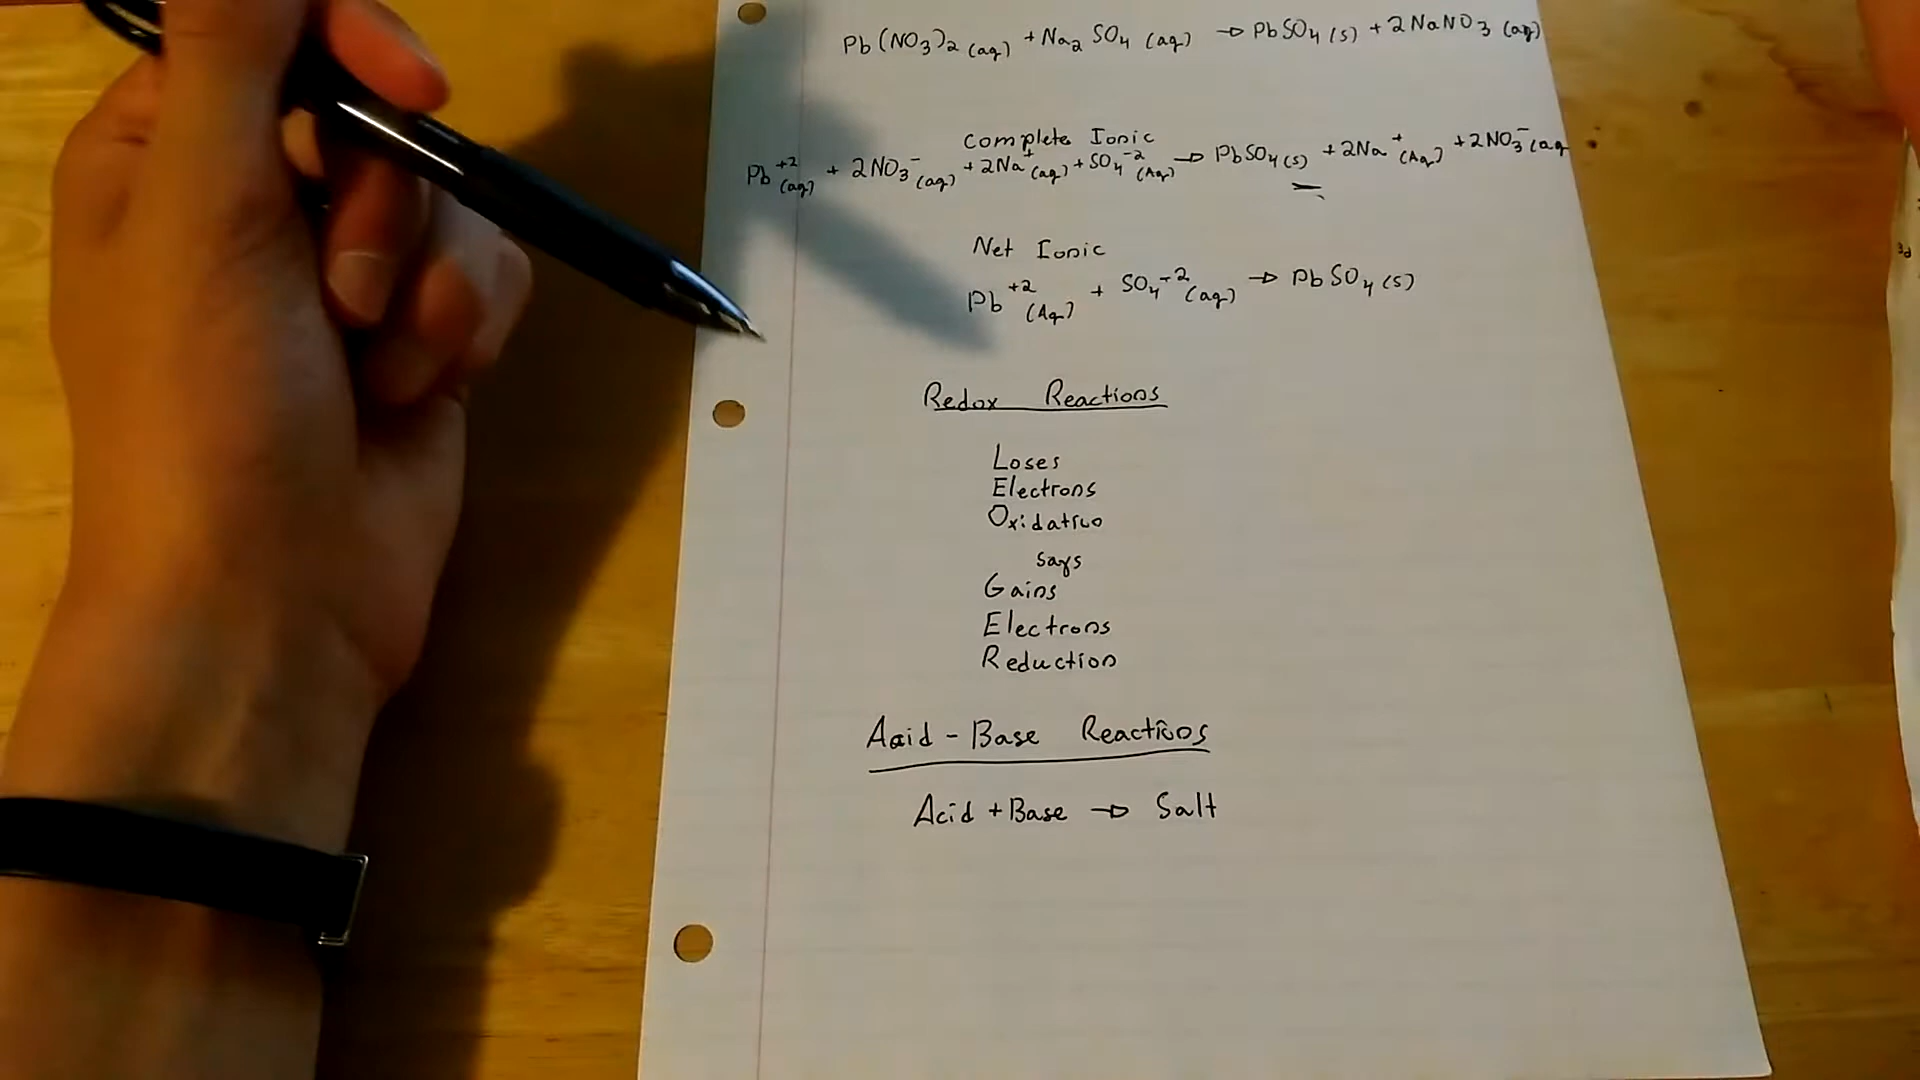 Pb(NO3)2 (aq) + Na2SO4 (aq) → PbSO4 (s) + 2NaNO3 (aq)
Complete Ionic
Pb+2 (aq) + 2NO3- (aq) + 2Na+ (aq) + SO4-2 (Aq) → PbSO4(s) + 2Na+ (Aq) + 2NO3- (aq
Net Ionic
Pb+2 (Aq) + SO4-2 (aq) → PbSO4(s)
Redox Reactions
Loses
Electrons
Oxidation
says
Gains
Electrons
Reduction
Acid - Base Reactions
Acid + Base → Salt